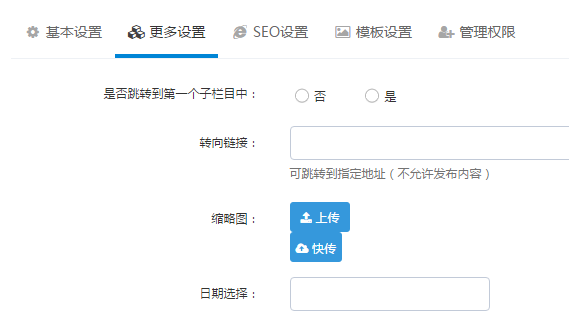 基本设置 更多设置 SEO设置 模板设置 管理权限
是否跳转到第一个子栏目中： 否 是
转向链接：
可跳转到指定地址（不允许发布内容）
缩略图： 上传
快传
日期选择：